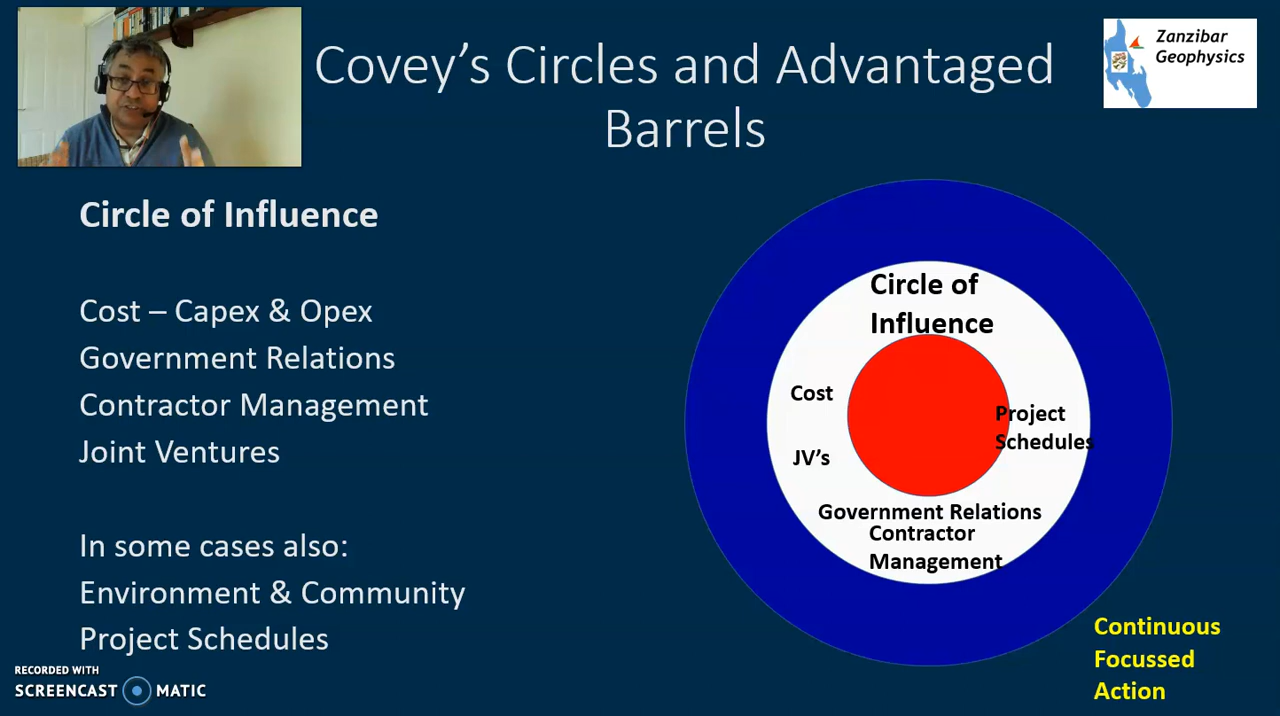 Covey's Circles and Advantaged
Barrels
Zanzibar
Geophysics
Circle of Influence
Cost – Capex & Opex
Government Relations
Contractor Management
Joint Ventures
In some cases also:
Environment & Community
Project Schedules
Circle of
Influence
Cost
Project
Schedules
JV's
Government Relations
Contractor
Management
Continuous
Focussed
Action
RECORDED WITH
SCREENCAST MATIC